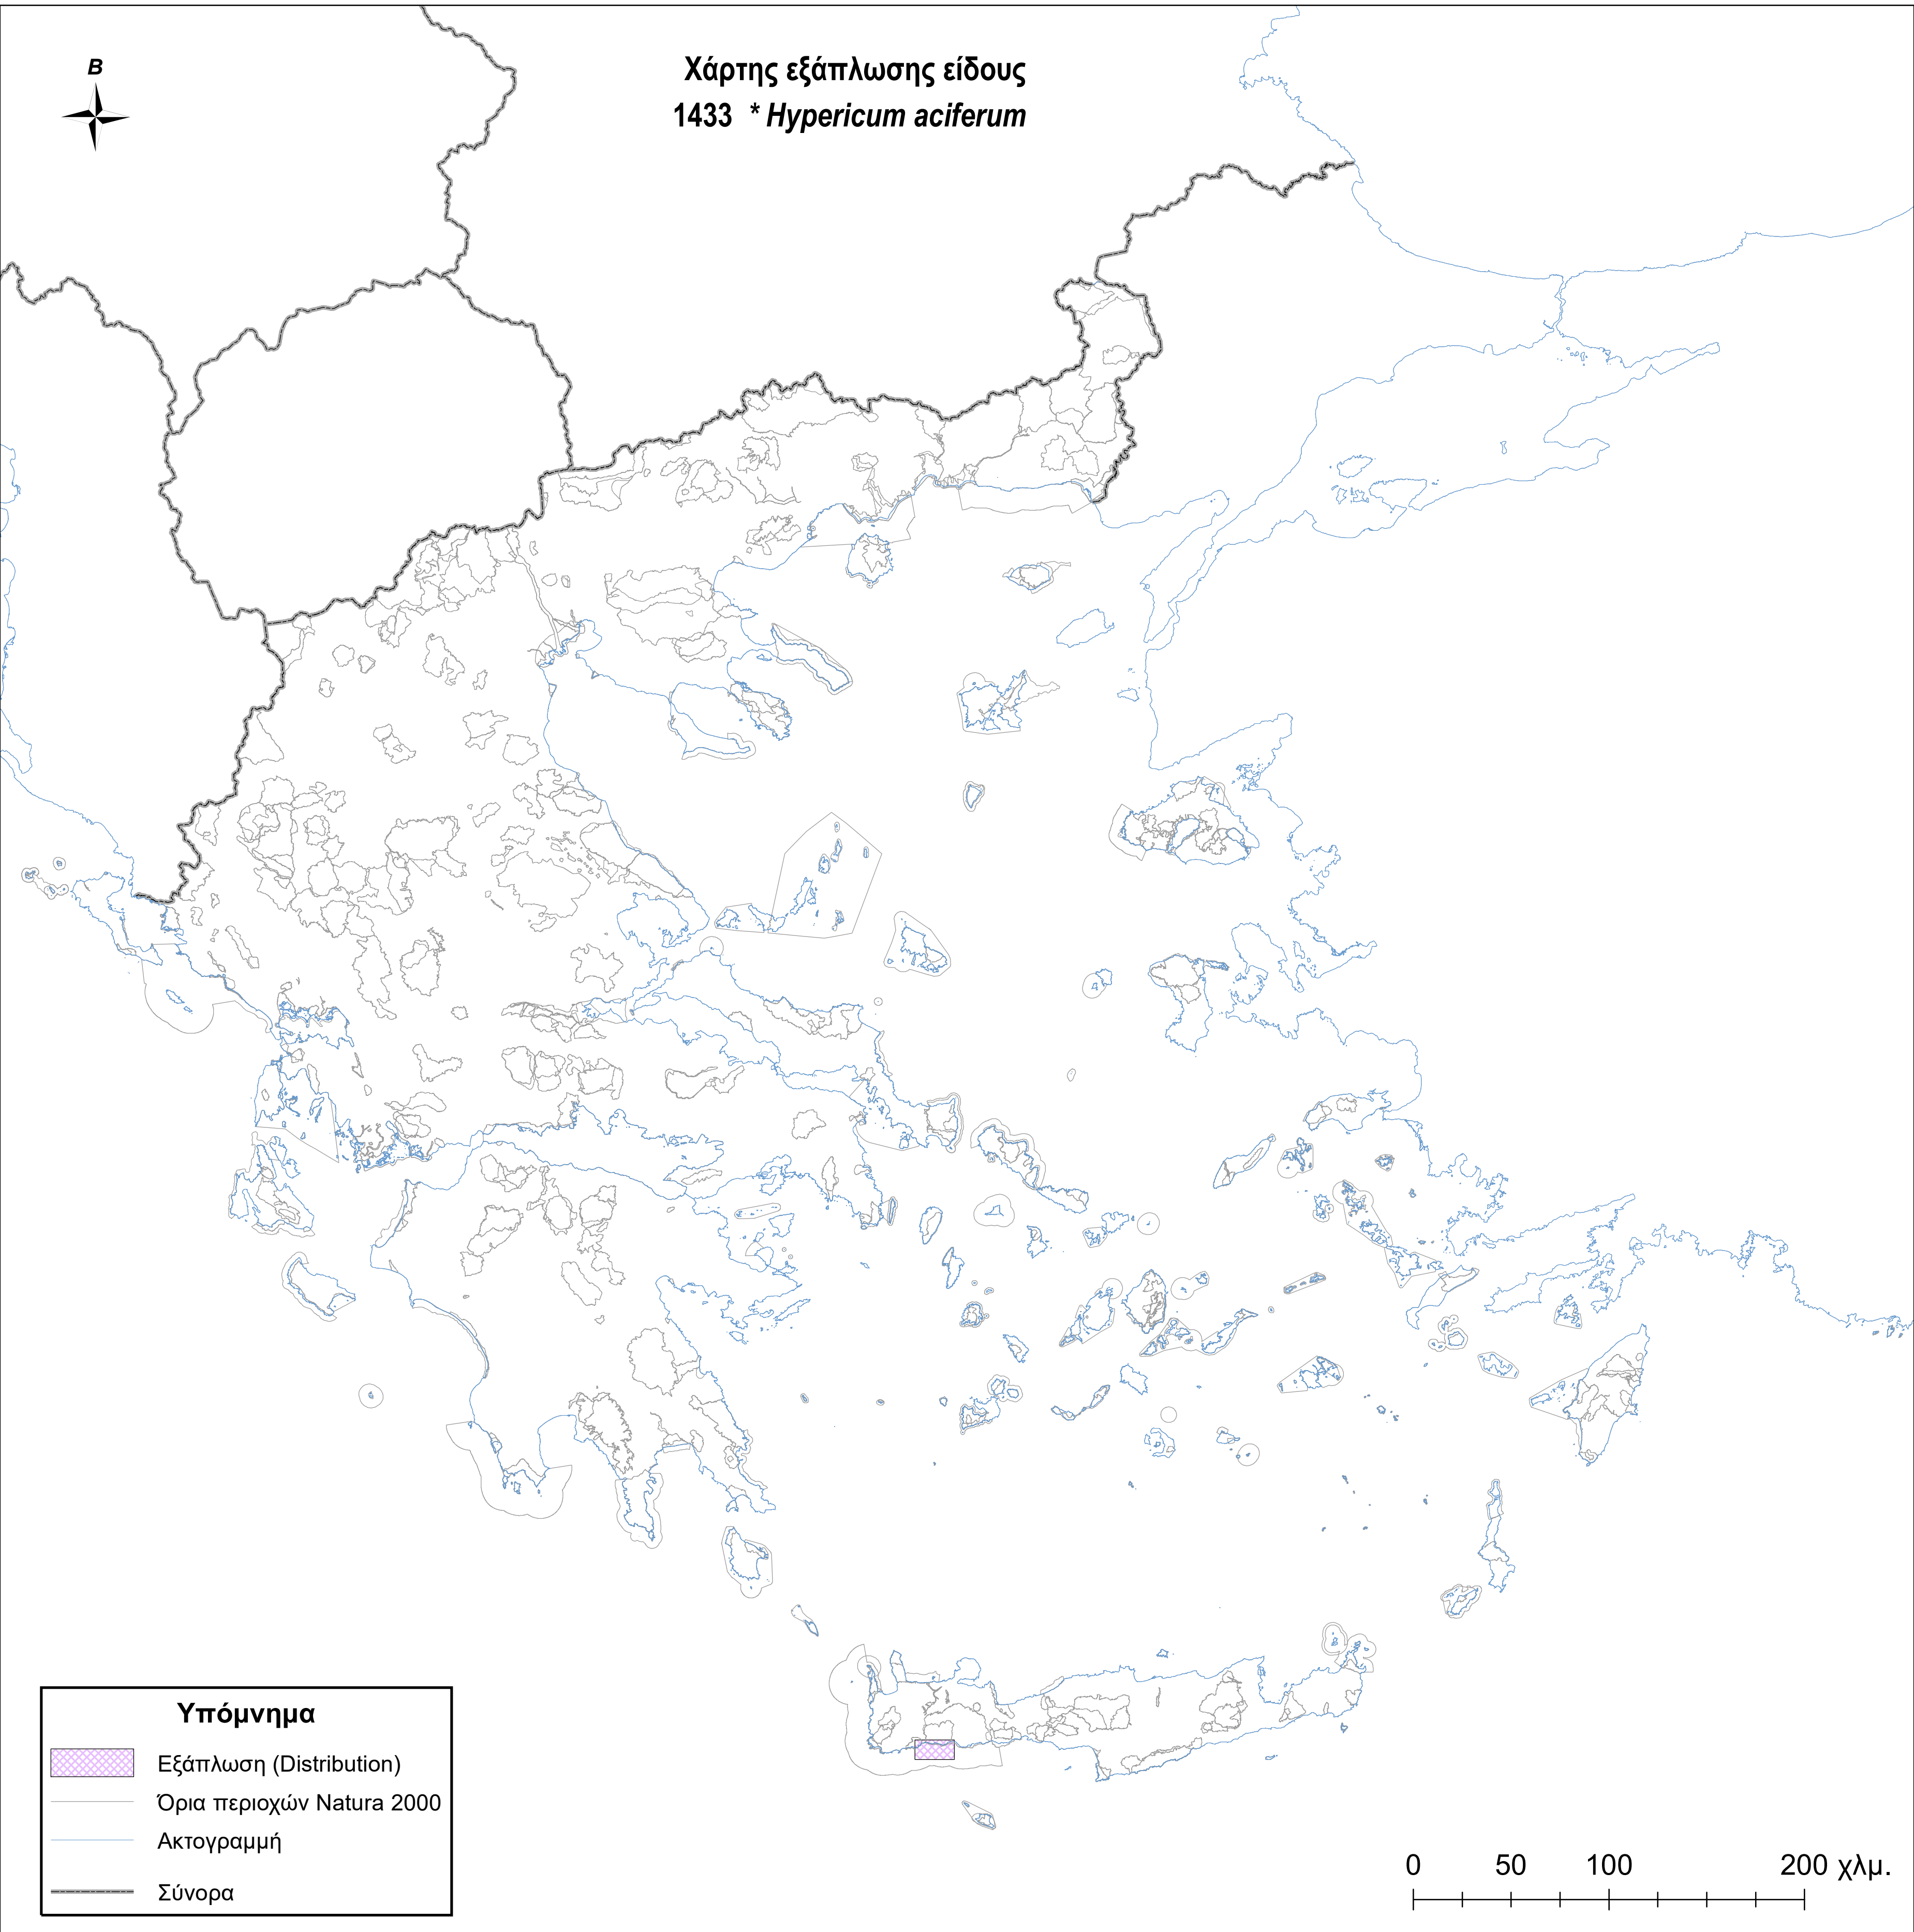 Χάρτης εξάπλωσης είδους
1433 * Hypericum aciferum
Β
Υπόμνημα
Εξάπλωση (Distribution)
Όρια περιοχών Natura 2000
Ακτογραμμή
Σύνορα
0 50 100 200 χλμ.